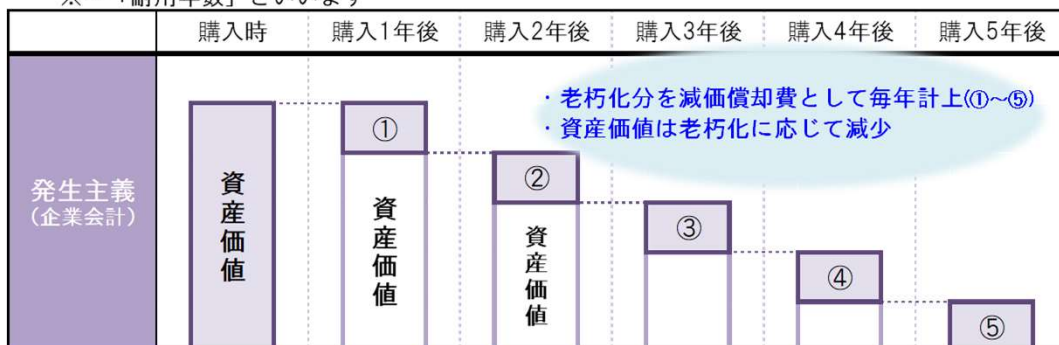 ※ 「耐用年数」といいます
購入時 購入1年後 購入2年後 購入3年後 購入4年後 購入5年後
・老朽化分を減価償却費として毎年計上(①~⑤)
・資産価値は老朽化に応じて減少
発生主義
(企業会計)
資産価値
①
資産価値
②
資産価値
③
④
⑤